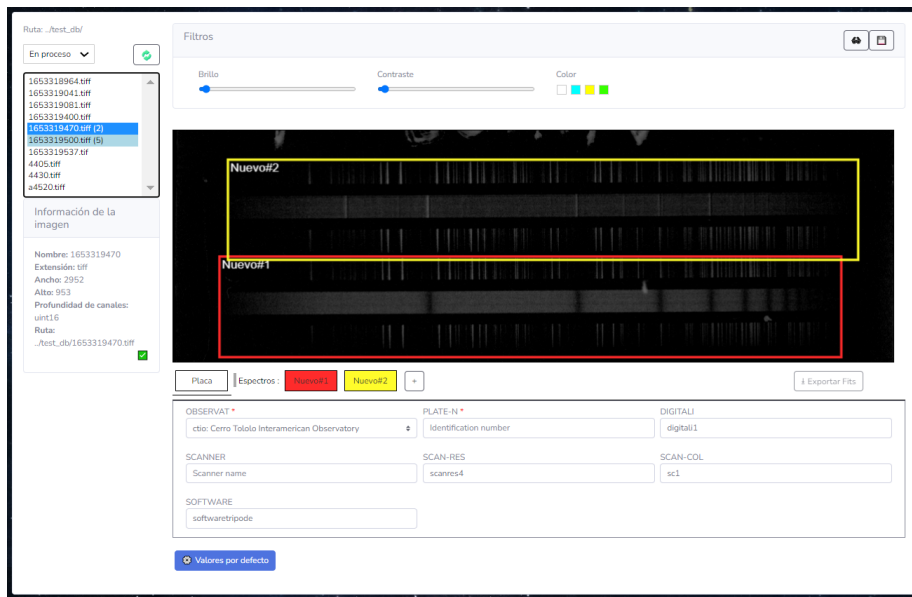 Ruta: ../test_db/
En proceso
1653318964.tiff
1653319041.tiff
1653319081.tiff
1653319400.tiff
1653319470.tiff (2)
1653319500.tiff (5)
1653319537.tif
4405.tiff
4430.tiff
a4520.tiff
Información de la
imagen
Nombre: 1653319470
Extensión: tiff
Ancho: 2952
Alto: 953
Profundidad de canales:
uint16
Ruta:
../test_db/1653319470.tiff
Filtros
Brillo Contraste Color
Nuevo#2
Nuevo#1
Placa Espectros : Nuevo#1 Nuevo#2 + Exportar Fits
OBSERVAT * PLATE-N * DIGITALI
ctio: Cerro Tololo Interamerican Observatory Identification number digitali1
SCANNER SCAN-RES SCAN-COL
Scanner name scanres4 sc1
SOFTWARE
softwaretripode
Valores por defecto